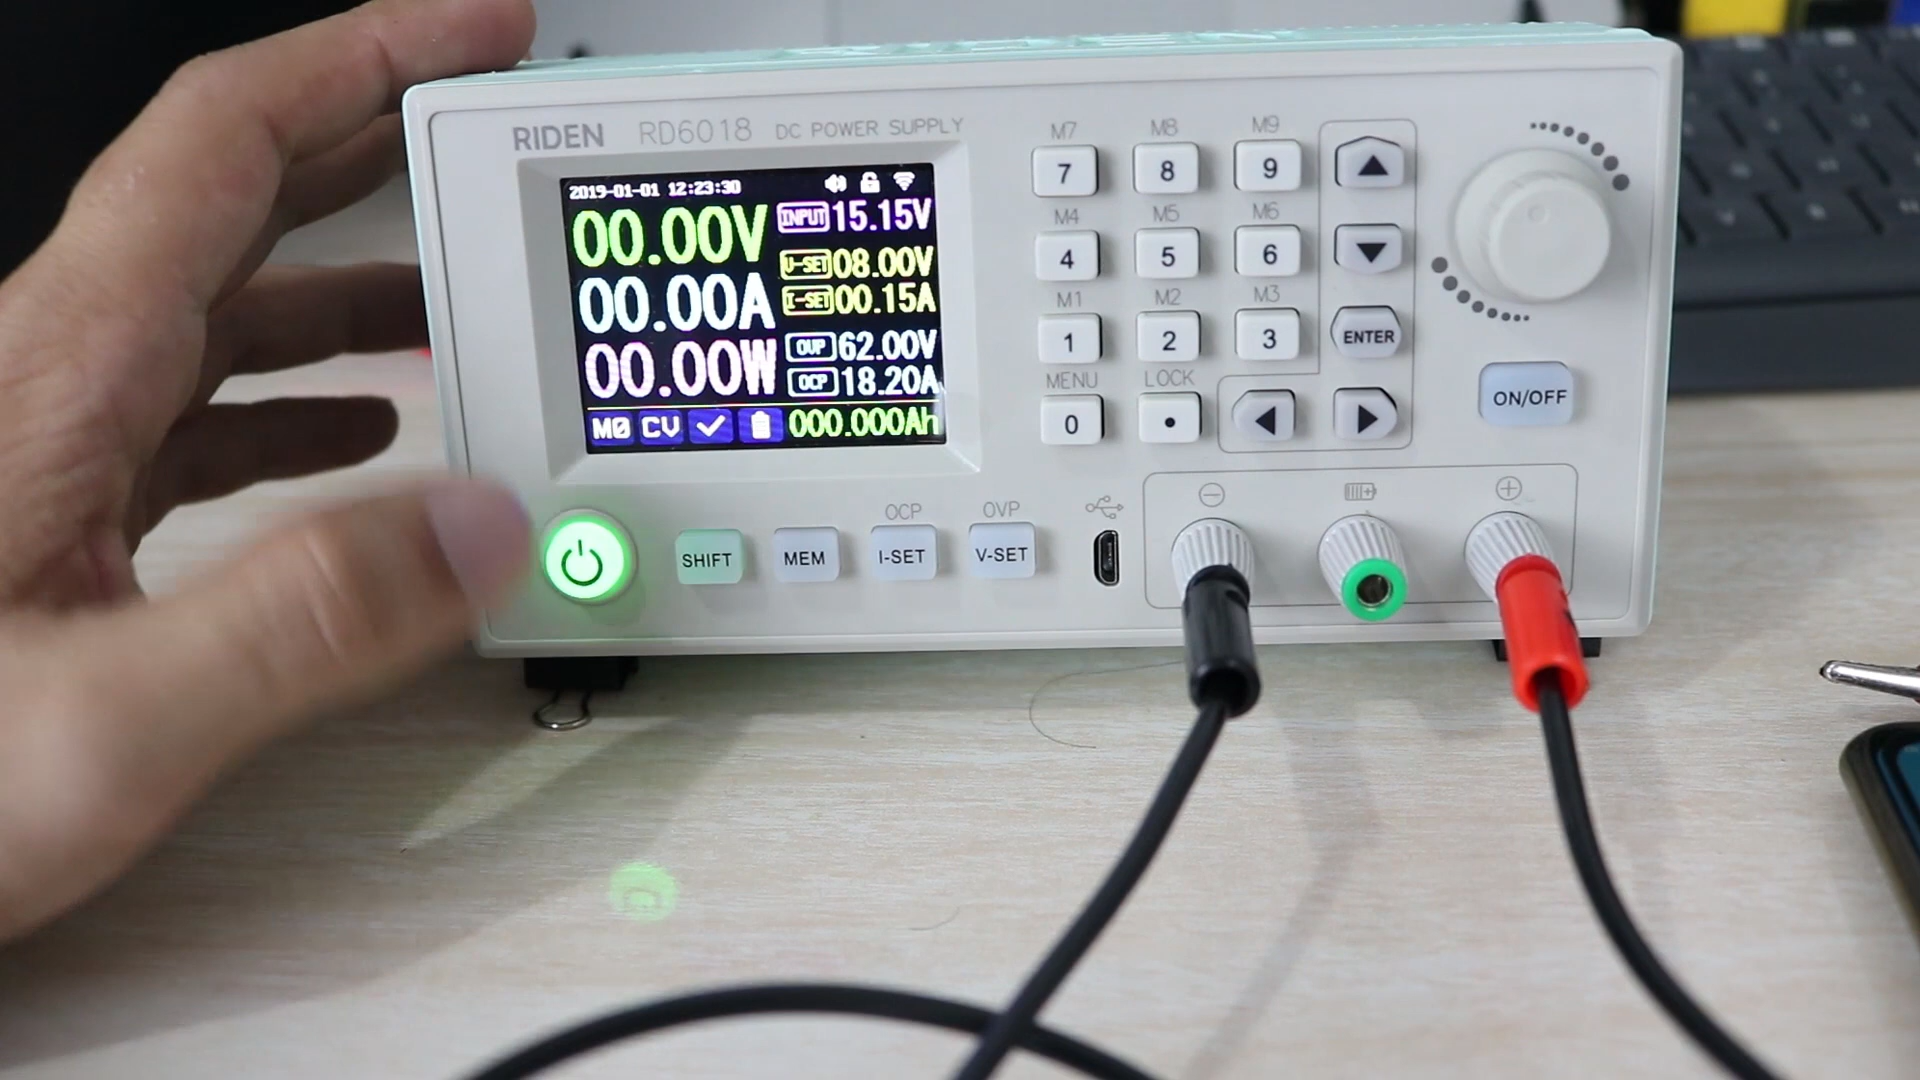 RIDEN RD6018 DC POWER SUPPLY
2019-01-01 12:23:30
00.00V
INPUT 15.15V
U-SET 08.00V
00.00A
I-SET 00.15A
00.00W
OVP 62.00V
OCP 18.20A
M0 CV 000.000Ah
M7 M8 M9
7 8 9
M4 M5 M6
4 5 6
M1 M2 M3
1 2 3
ENTER
MENU LOCK
0 •
ON/OFF
OCP OVP
SHIFT MEM I-SET V-SET